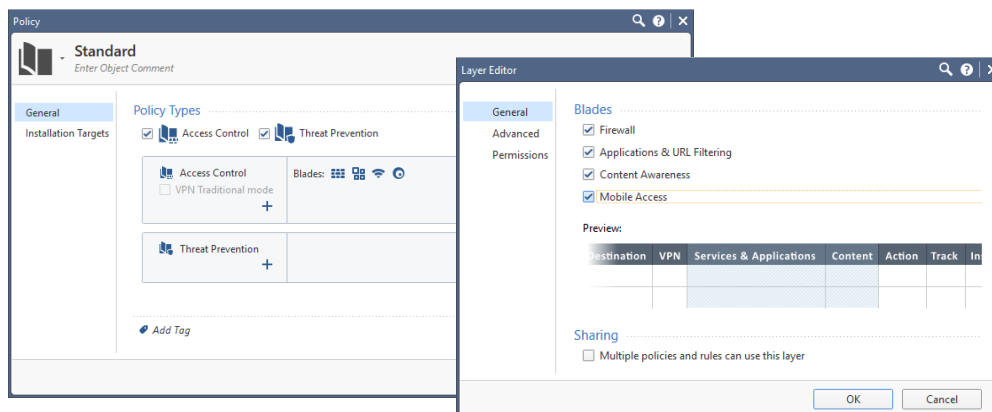 Policy
Standard
Enter Object Comment
General
Installation Targets
Policy Types
Access Control
Threat Prevention
Access Control
VPN Traditional mode
Blades:
Threat Prevention
Add Tag
Layer Editor
General
Advanced
Permissions
Blades
Firewall
Applications & URL Filtering
Content Awareness
Mobile Access
Preview:
Destination VPN Services & Applications Content Action Track Ins
Sharing
Multiple policies and rules can use this layer
OK Cancel